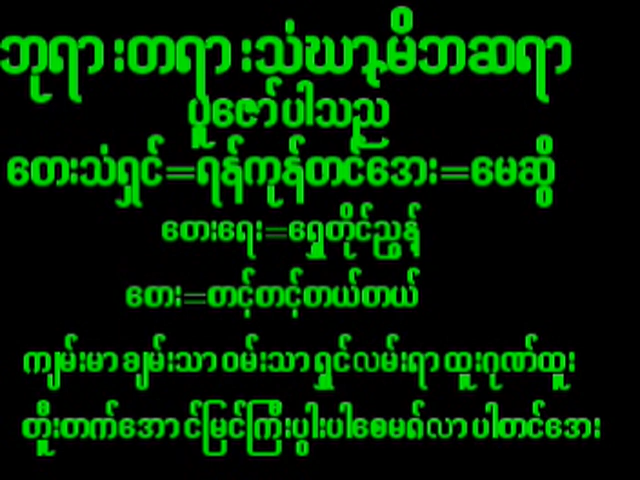 ဘုရား တရား သံဃာ့ မိဘဆရာ
ပူဇော်ပါသည်
တေးသံရှင်=ရန်ကုန်တင်အေး=မေဆွိ
တေးရေး=ရွှေတိုင်ညွန့်
တေး=တင့်တင့်တယ်တယ်
ကျမ်းမာ ချမ်းသာ ဝမ်းသာ ရွှင်လမ်းရာ ထူးဂုဏ်ထူး
တိူးတက်အောင်မြင်ကြီးပွါးပါစေမင်္ဂလာ ပါတင်အေး